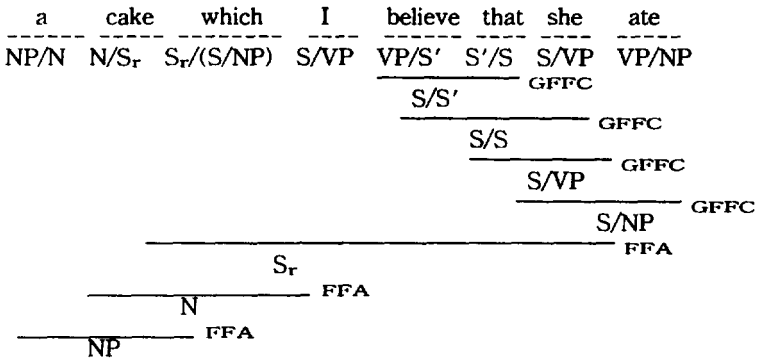 a cake which I believe that she ate
NP/N N/Sr Sr/(S/NP) S/VP VP/S' S'/S S/VP VP/NP
GFFC
S/S'
GFFC
S/S
GFFC
S/VP
GFFC
S/NP
FFA
Sr
FFA
N
FFA
NP